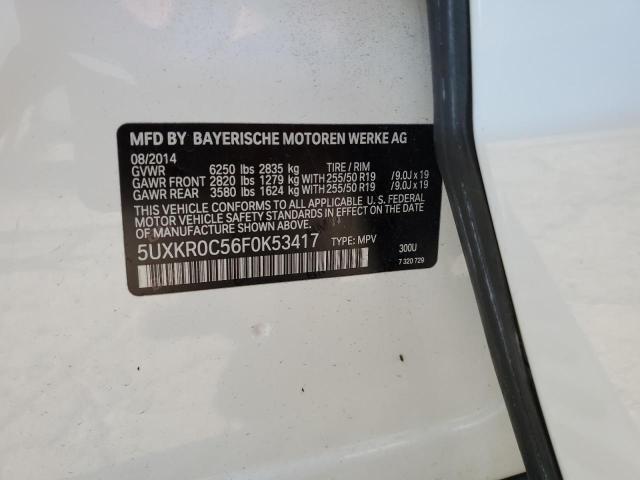 MFD BY BAYERISCHE MOTOREN WERKE AG
08/2014
GVWR 6250 lbs 2835 kg TIRE / RIM
GAWR FRONT 2820 lbs 1279 kg WITH 255/50 R19 / 9.0J x 19
GAWR REAR 3580 lbs 1624 kg WITH 255/50 R19 / 9.0J x 19
THIS VEHICLE CONFORMS TO ALL APPLICABLE U. S. FEDERAL
MOTOR VEHICLE SAFETY STANDARDS IN EFFECT ON THE DATE
OF MANUFACTURE SHOWN ABOVE.
5UXKR0C56F0K53417 TYPE: MPV 300U
7 320 729